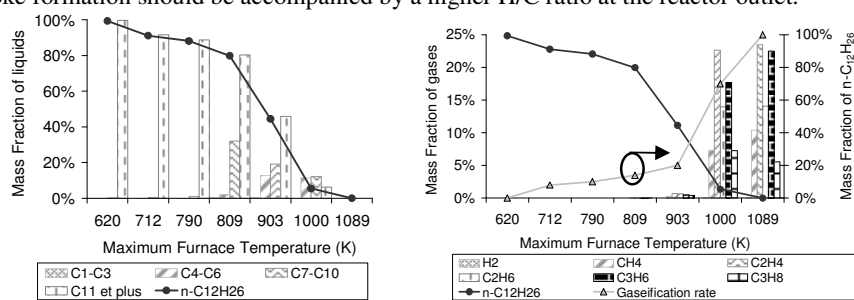 oke formation should be accompanied by a higher H/C ratio at the reactor outlet.
Mass Fraction of liquids
100%
80%
60%
40%
20%
0%
620 712 790 809 903 1000 1089
Maximum Furnace Temperature (K)
C1-C3 C4-C6 C7-C10
C11 et plus n-C12H26
Mass Fraction of gases
25%
20%
15%
10%
5%
0%
620 712 790 809 903 1000 1089
Maximum Furnace Temperature (K)
100%
80%
60%
40%
20%
0%
Mass Fraction of n-C12H26
H2 CH4 C2H4
C2H6 C3H6 C3H8
n-C12H26 Gaseification rate